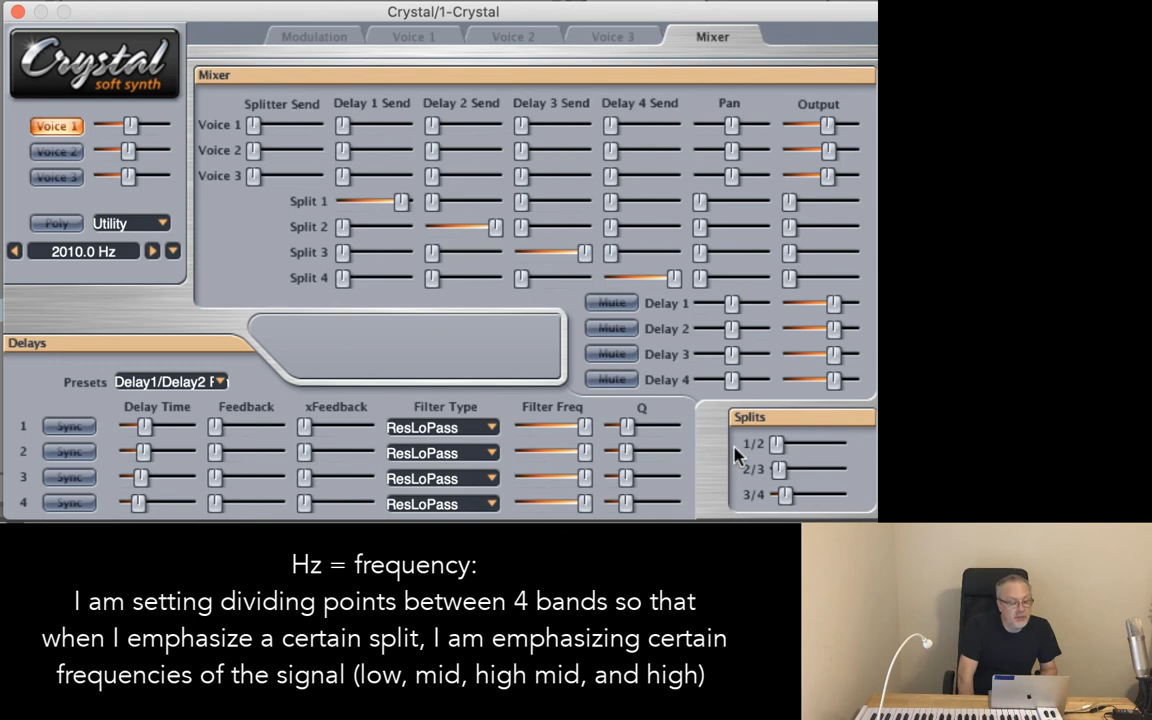 Crystal/1-Crystal
Crystal
soft synth
Modulation Voice 1 Voice 2 Voice 3 Mixer
Mixer
Splitter Send Delay 1 Send Delay 2 Send Delay 3 Send Delay 4 Send Pan Output
Voice 1 Voice 1
Voice 2 Voice 2
Voice 3 Voice 3
Split 1
Poly Utility Split 2
2010.0 Hz Split 3
Split 4
Mute Delay 1
Mute Delay 2
Delays
Mute Delay 3
Presets Delay1/Delay2 Mute Delay 4
Delay Time Feedback xFeedback Filter Type Filter Freq Q
Splits
1 Sync ResLoPass
1/2
2 Sync ResLoPass
2/3
3 Sync ResLoPass
3/4
4 Sync ResLoPass
Hz = frequency:
I am setting dividing points between 4 bands so that
when I emphasize a certain split, I am emphasizing certain
frequencies of the signal (low, mid, high mid, and high)